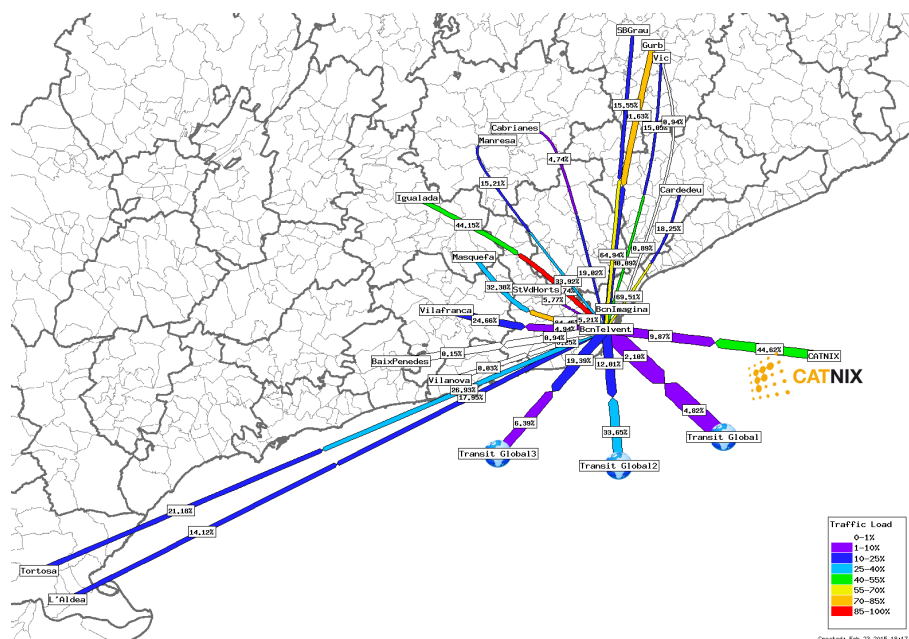 SBGrau
Gurb
Vic
15.55%
0.94%
Cabrianes
Manresa
4.74%
15.21%
Cardedeu
Igualada
44.15%
18.25%
0.89%
64.94%
Masquefa
19.02%
33.92%
32.38%
StVdHorts
69.51%
5.77%
BcnImagina
Vilafranca
24.66%
5.21%
4.94%
BcnTelvent
9.87%
0.94%
44.62%
CATNIX
0.15%
BaixPenedes
19.39%
12.01%
2.18%
0.03%
Vilanova
26.93%
17.95%
CATNIX
4.82%
6.39%
33.65%
Transit Global
Transit Global3
Transit Global2
21.18%
14.12%
Tortosa
L'Aldea
Traffic Load
0-1%
1-10%
10-25%
25-40%
40-55%
55-70%
70-85%
85-100%